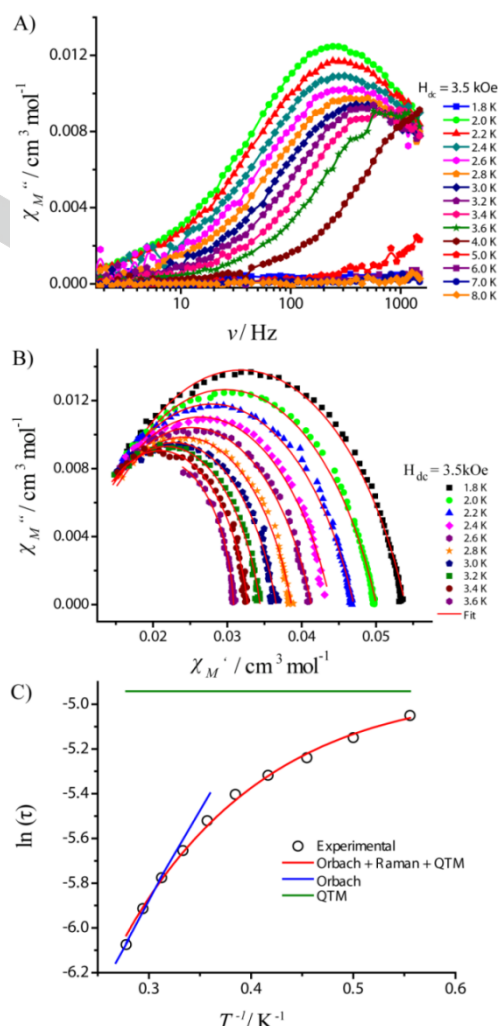 A)
0.012
0.008
0.004
0.000
χ_M“ / cm³ mol⁻¹
10
100
1000
ν / Hz
H_dc = 3.5 kOe
1.8 K
2.0 K
2.2 K
2.4 K
2.6 K
2.8 K
3.0 K
3.2 K
3.4 K
3.6 K
4.0 K
5.0 K
6.0 K
7.0 K
8.0 K
B)
0.012
0.008
0.004
0.000
χ_M“ / cm³ mol⁻¹
0.02
0.03
0.04
0.05
χ_M‘ / cm³ mol⁻¹
H_dc = 3.5kOe
1.8 K
2.0 K
2.2 K
2.4 K
2.6 K
2.8 K
3.0 K
3.2 K
3.4 K
3.6 K
Fit
C)
-5.0
-5.2
-5.4
-5.6
-5.8
-6.0
-6.2
ln (τ)
Experimental
Orbach + Raman + QTM
Orbach
QTM
0.3
0.4
0.5
0.6
T⁻¹/ K⁻¹